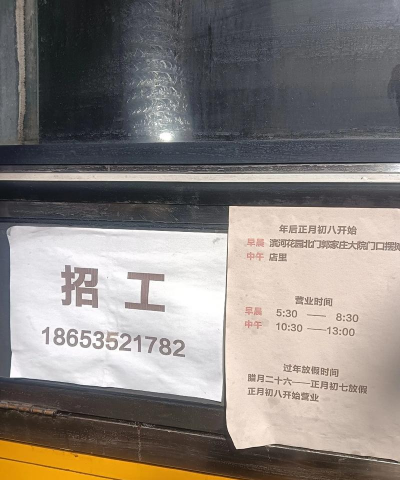 招工
18653521782
年后正月初八开始
早晨 滨河花园北门郭家庄大院门口摆摊
中午 店里
营业时间
早晨 5:30 —— 8:30
中午 10:30 ——13:00
过年放假时间
腊月二十六——正月初七放假
正月初八开始营业